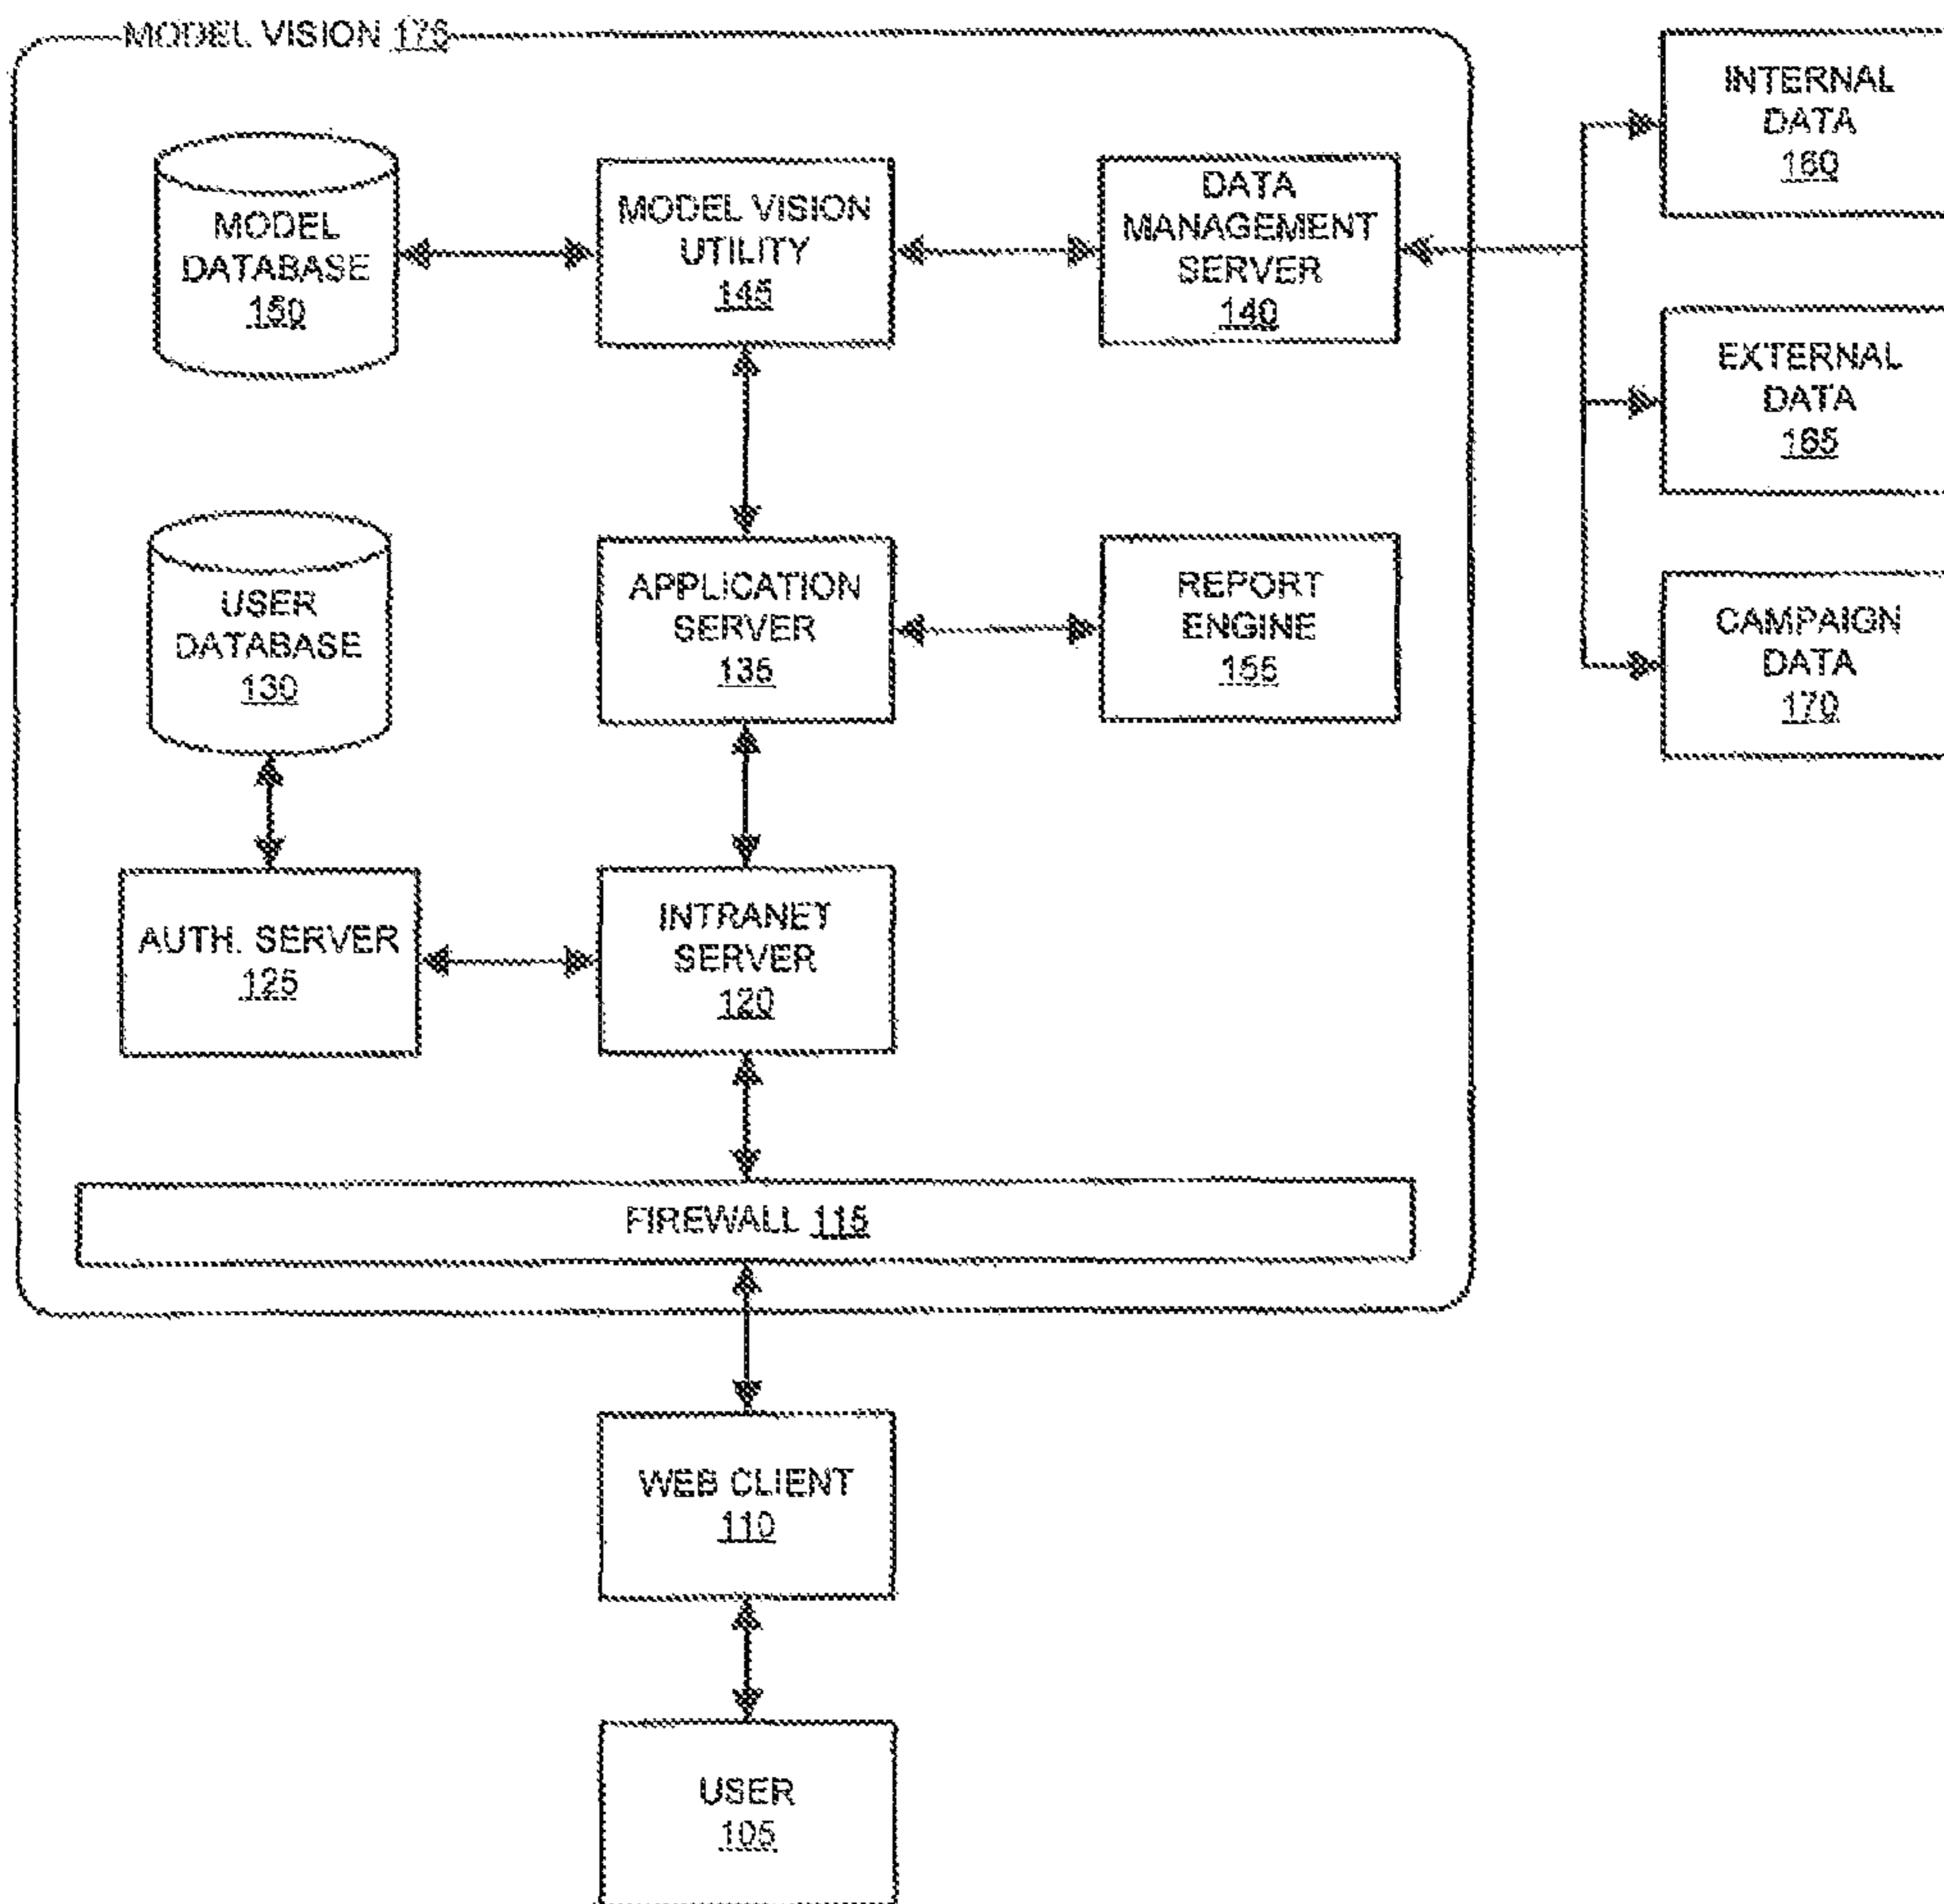 MODEL VISION 175
INTERNAL
DATA
160
MODEL
DATABASE
150
MODEL VISION
UTILITY
145
DATA
MANAGEMENT
SERVER
140
EXTERNAL
DATA
165
USER
DATABASE
130
APPLICATION
SERVER
135
REPORT
ENGINE
155
CAMPAIGN
DATA
170
AUTH. SERVER
125
INTRANET
SERVER
120
FIREWALL 115
WEB CLIENT
110
USER
105